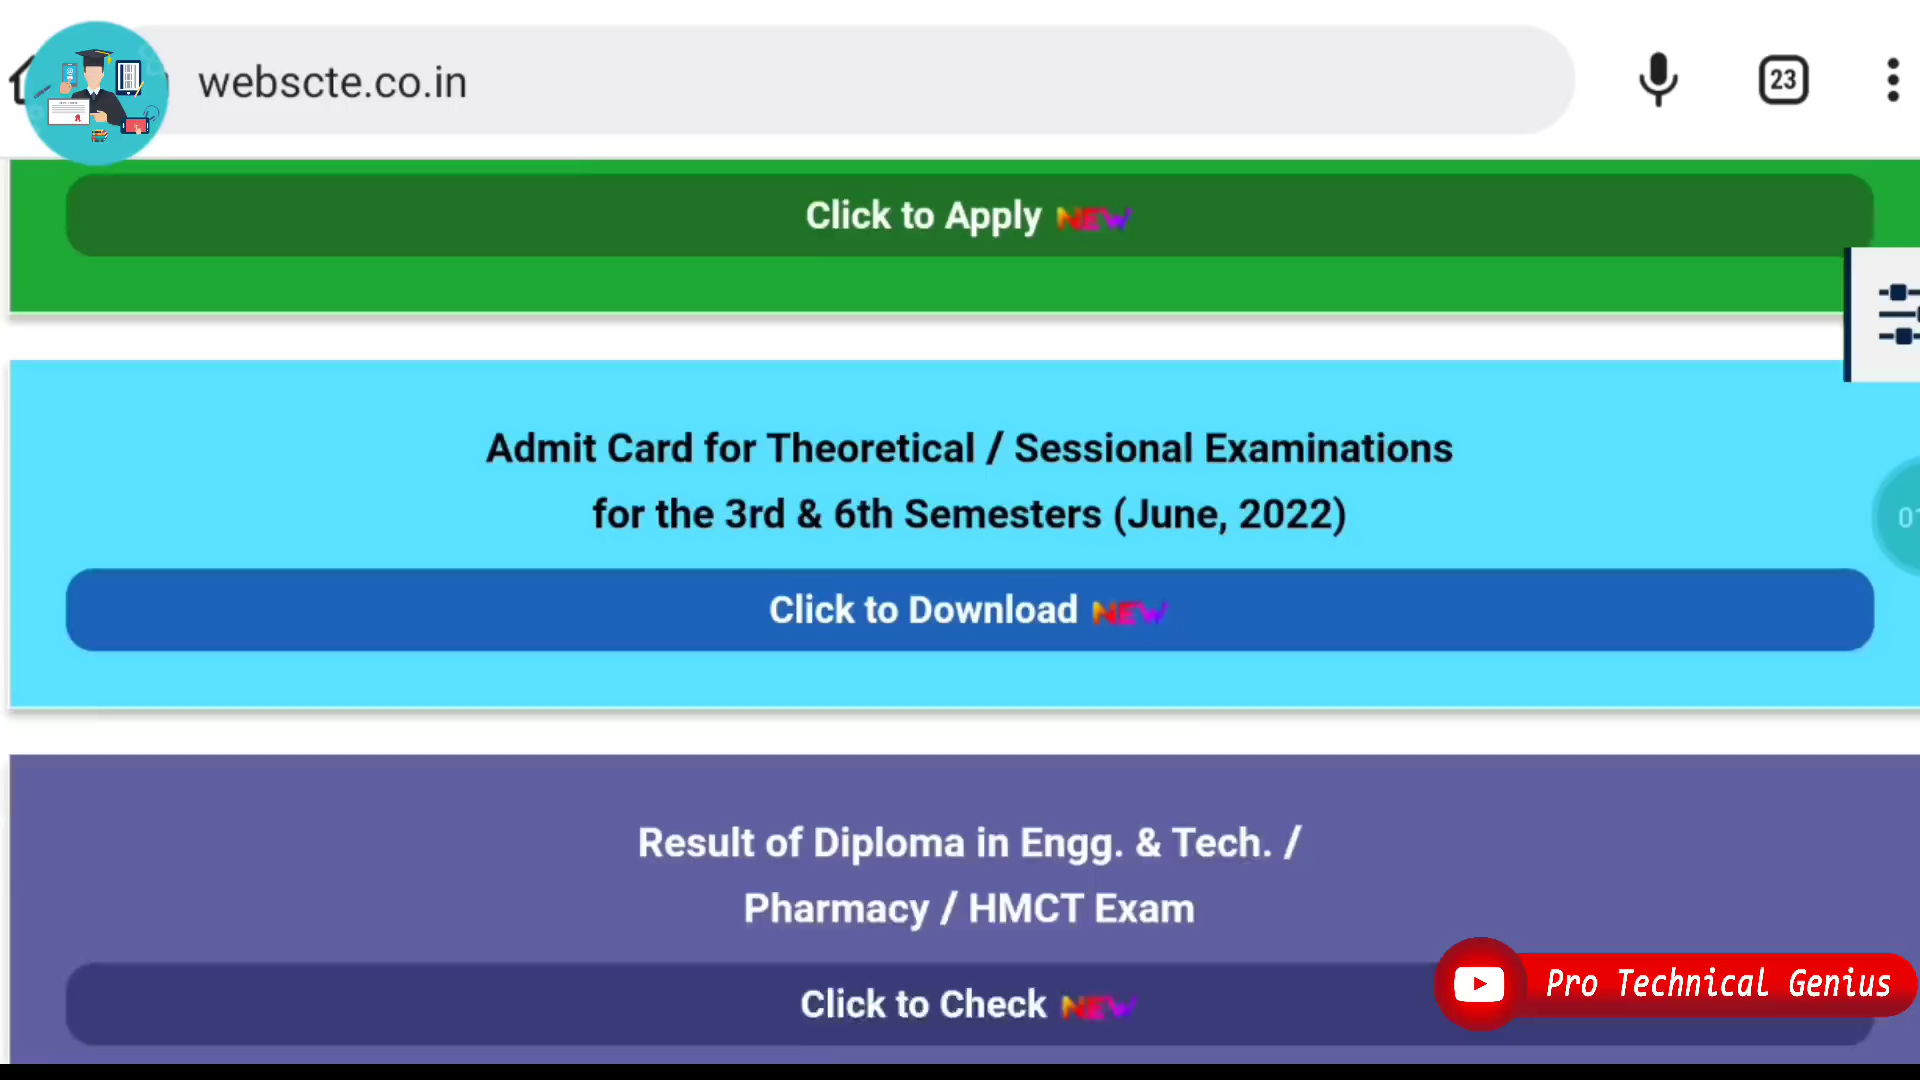 webscte.co.in
23
Click to Apply NEW
Admit Card for Theoretical / Sessional Examinations
for the 3rd & 6th Semesters (June, 2022)
Click to Download NEW
Result of Diploma in Engg. & Tech. /
Pharmacy / HMCT Exam
Click to Check NEW
Pro Technical Genius